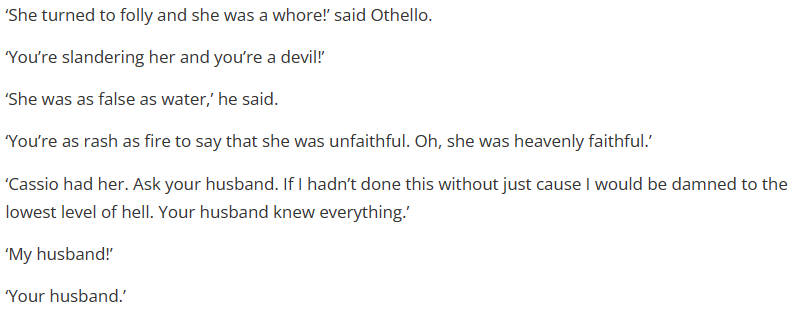 ‘She turned to folly and she was a whore!’ said Othello.
‘You’re slandering her and you’re a devil!’
‘She was as false as water,’ he said.
‘You’re as rash as fire to say that she was unfaithful. Oh, she was heavenly faithful.’
‘Cassio had her. Ask your husband. If I hadn’t done this without just cause I would be damned to the
lowest level of hell. Your husband knew everything.’
‘My husband!’
‘Your husband.’